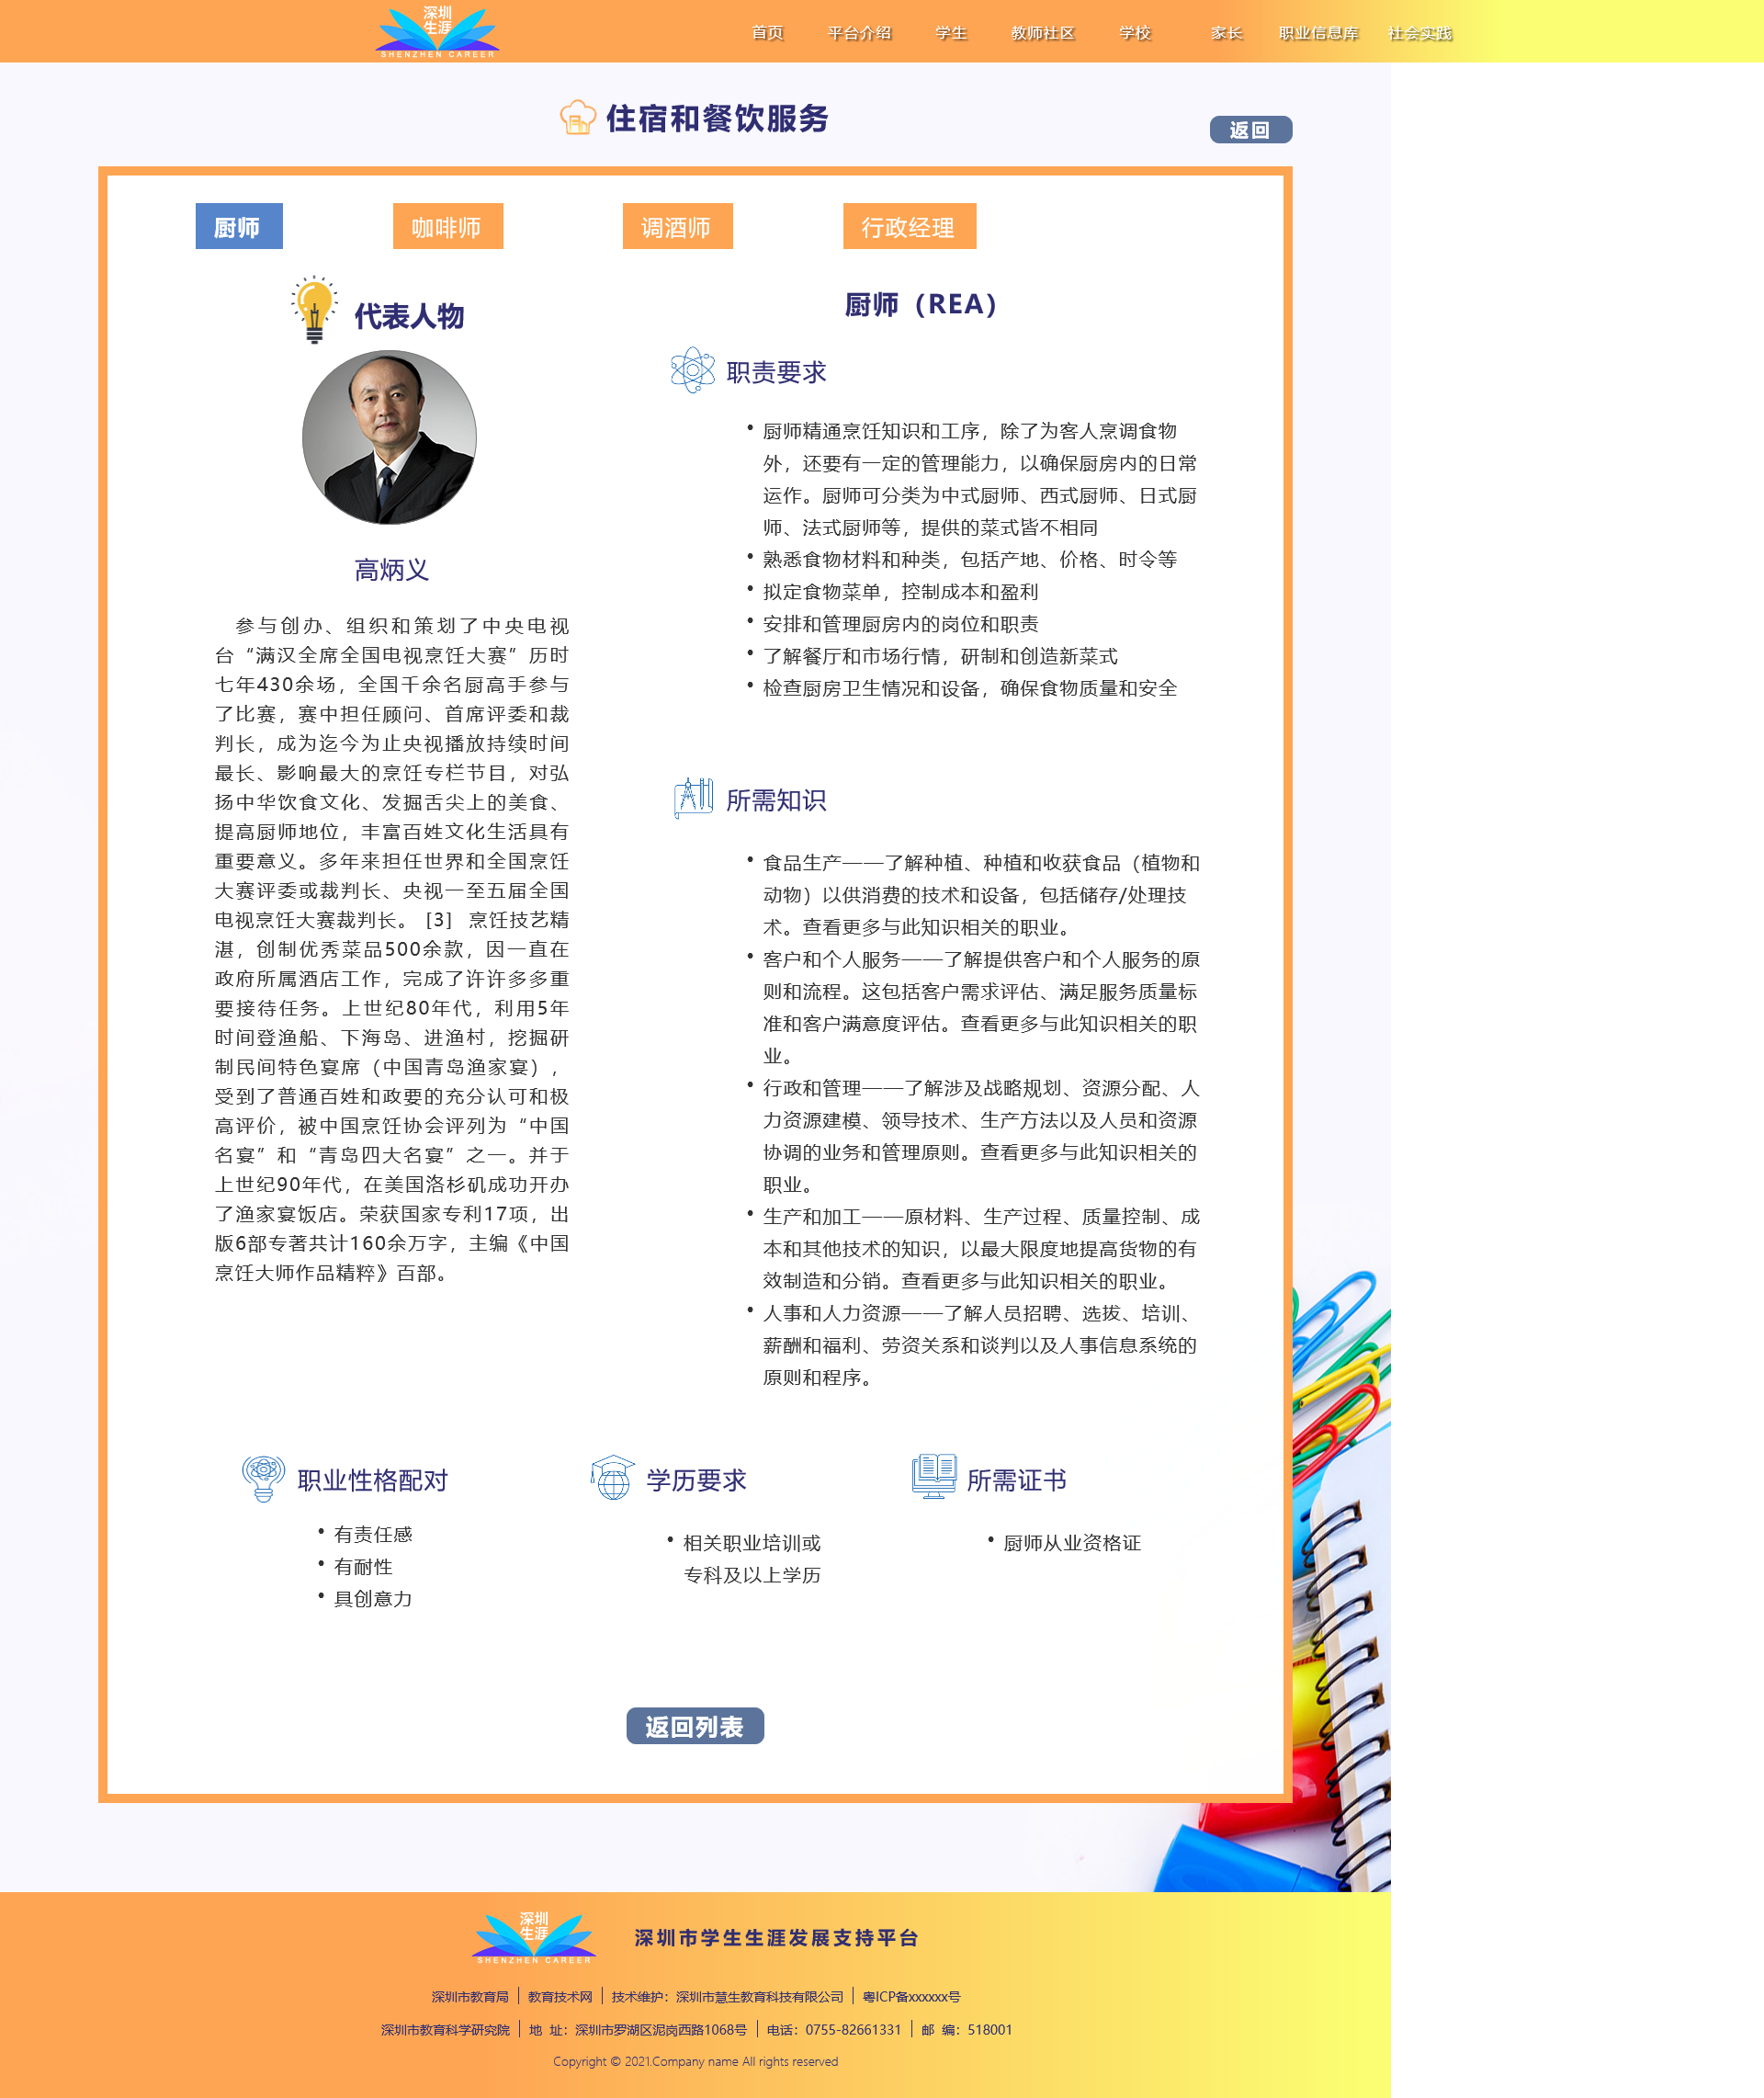 深圳
生涯
SHENZHEN CAREER
首页 平台介绍 学生 教师社区 学校 家长 职业信息库 社会实践
住宿和餐饮服务
返回
厨师 咖啡师 调酒师 行政经理
代表人物
高炳义
参与创办、组织和策划了中央电视
台“满汉全席全国电视烹饪大赛”历时
七年430余场，全国千余名厨高手参与
了比赛，赛中担任顾问、首席评委和裁
判长，成为迄今为止央视播放持续时间
最长、影响最大的烹饪专栏节目，对弘
扬中华饮食文化、发掘舌尖上的美食、
提高厨师地位，丰富百姓文化生活具有
重要意义。多年来担任世界和全国烹饪
大赛评委或裁判长、央视一至五届全国
电视烹饪大赛裁判长。 [3] 烹饪技艺精
湛，创制优秀菜品500余款，因一直在
政府所属酒店工作，完成了许许多多重
要接待任务。上世纪80年代，利用5年
时间登渔船、下海岛、进渔村，挖掘研
制民间特色宴席（中国青岛渔家宴），
受到了普通百姓和政要的充分认可和极
高评价，被中国烹饪协会评列为“中国
名宴”和“青岛四大名宴”之一。并于
上世纪90年代，在美国洛杉矶成功开办
了渔家宴饭店。荣获国家专利17项，出
版6部专著共计160余万字，主编《中国
烹饪大师作品精粹》百部。
厨师（REA）
职责要求
• 厨师精通烹饪知识和工序，除了为客人烹调食物
外，还要有一定的管理能力，以确保厨房内的日常
运作。厨师可分类为中式厨师、西式厨师、日式厨
师、法式厨师等，提供的菜式皆不相同
• 熟悉食物材料和种类，包括产地、价格、时令等
• 拟定食物菜单，控制成本和盈利
• 安排和管理厨房内的岗位和职责
• 了解餐厅和市场行情，研制和创造新菜式
• 检查厨房卫生情况和设备，确保食物质量和安全
所需知识
• 食品生产——了解种植、种植和收获食品（植物和
动物）以供消费的技术和设备，包括储存/处理技
术。查看更多与此知识相关的职业。
• 客户和个人服务——了解提供客户和个人服务的原
则和流程。这包括客户需求评估、满足服务质量标
准和客户满意度评估。查看更多与此知识相关的职
业。
• 行政和管理——了解涉及战略规划、资源分配、人
力资源建模、领导技术、生产方法以及人员和资源
协调的业务和管理原则。查看更多与此知识相关的
职业。
• 生产和加工——原材料、生产过程、质量控制、成
本和其他技术的知识，以最大限度地提高货物的有
效制造和分销。查看更多与此知识相关的职业。
• 人事和人力资源——了解人员招聘、选拔、培训、
薪酬和福利、劳资关系和谈判以及人事信息系统的
原则和程序。
职业性格配对
• 有责任感
• 有耐性
• 具创意力
学历要求
• 相关职业培训或
专科及以上学历
所需证书
• 厨师从业资格证
返回列表
深圳
生涯
SHENZHEN CAREER
深圳市学生生涯发展支持平台
深圳市教育局 | 教育技术网 | 技术维护：深圳市慧生教育科技有限公司 | 粤ICP备xxxxxx号
深圳市教育科学研究院 | 地 址：深圳市罗湖区泥岗西路1068号 | 电话：0755-82661331 | 邮 编：518001
Copyright © 2021.Company name All rights reserved